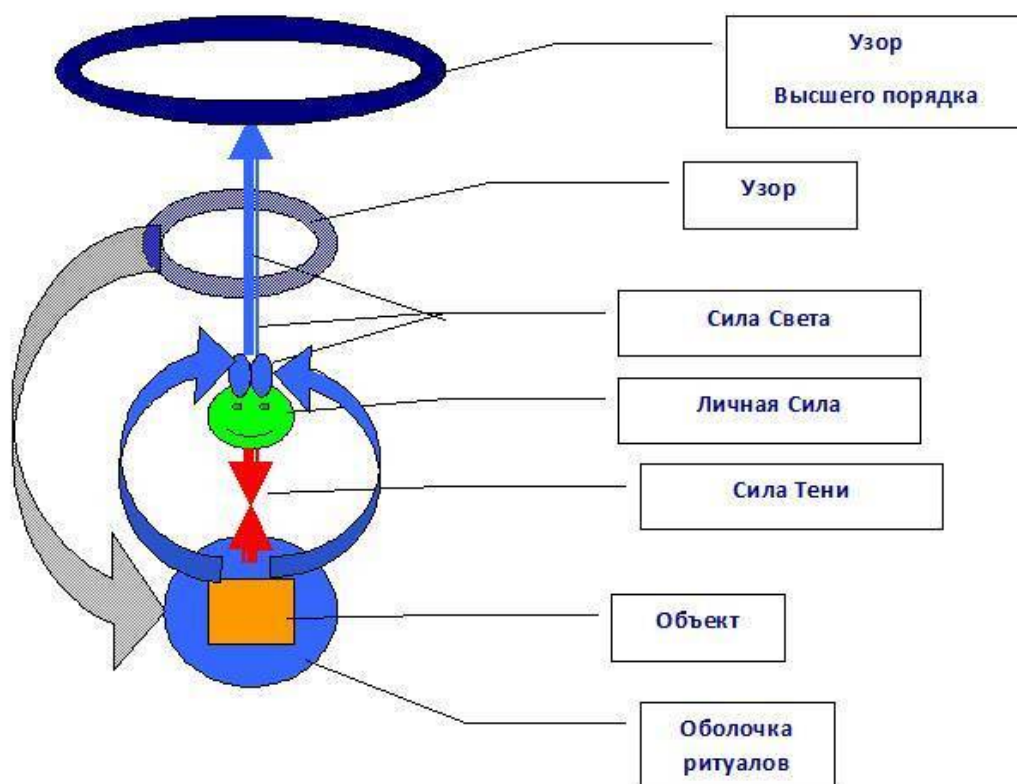 Узор
Высшего порядка
Узор
Сила Света
Личная Сила
Сила Тени
Объект
Оболочка
ритуалов